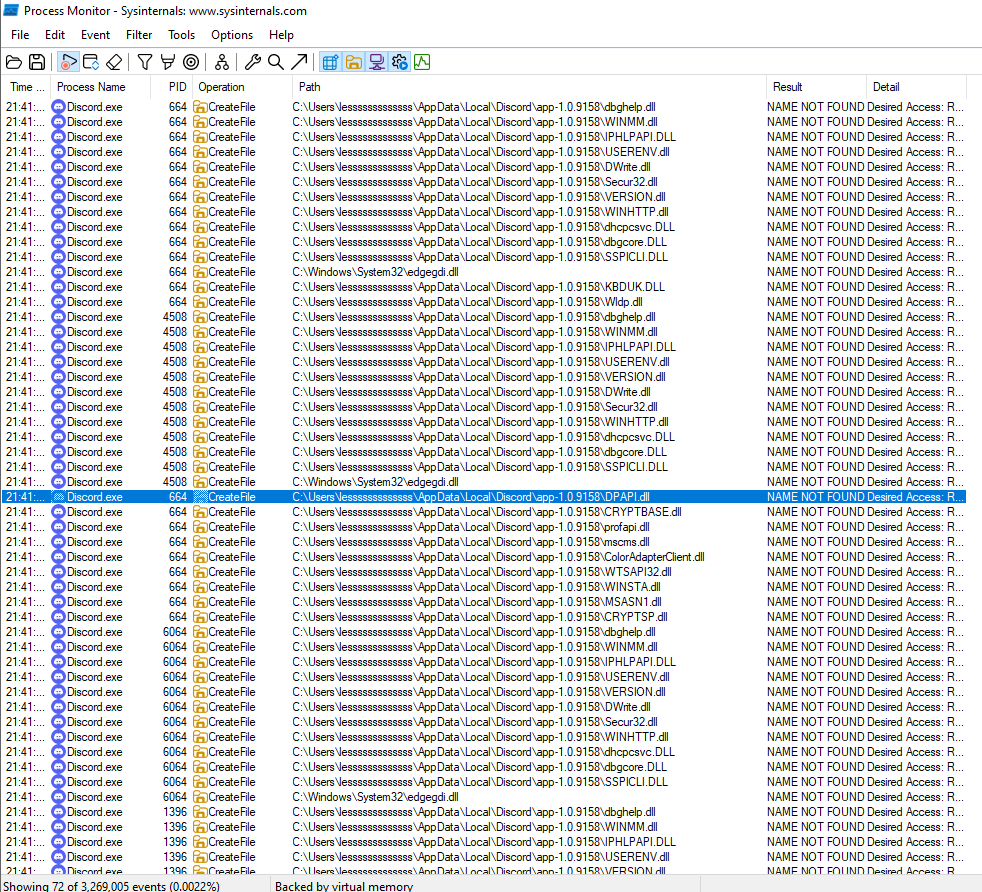 Process Monitor - Sysinternals: www.sysinternals.com
File Edit Event Filter Tools Options Help
Time ... Process Name PID Operation Path Result Detail
21:41:... Discord.exe 664 CreateFile C:\Users\lesssssssssssss\AppData\Local\Discord\app-1.0.9158\dbghelp.dll NAME NOT FOUND Desired Access: R...
21:41:... Discord.exe 664 CreateFile C:\Users\lesssssssssssss\AppData\Local\Discord\app-1.0.9158\WINMM.dll NAME NOT FOUND Desired Access: R...
21:41:... Discord.exe 664 CreateFile C:\Users\lesssssssssssss\AppData\Local\Discord\app-1.0.9158\IPHLPAPI.DLL NAME NOT FOUND Desired Access: R...
21:41:... Discord.exe 664 CreateFile C:\Users\lesssssssssssss\AppData\Local\Discord\app-1.0.9158\USERENV.dll NAME NOT FOUND Desired Access: R...
21:41:... Discord.exe 664 CreateFile C:\Users\lesssssssssssss\AppData\Local\Discord\app-1.0.9158\DWrite.dll NAME NOT FOUND Desired Access: R...
21:41:... Discord.exe 664 CreateFile C:\Users\lesssssssssssss\AppData\Local\Discord\app-1.0.9158\Secur32.dll NAME NOT FOUND Desired Access: R...
21:41:... Discord.exe 664 CreateFile C:\Users\lesssssssssssss\AppData\Local\Discord\app-1.0.9158\VERSION.dll NAME NOT FOUND Desired Access: R...
21:41:... Discord.exe 664 CreateFile C:\Users\lesssssssssssss\AppData\Local\Discord\app-1.0.9158\WINHTTP.dll NAME NOT FOUND Desired Access: R...
21:41:... Discord.exe 664 CreateFile C:\Users\lesssssssssssss\AppData\Local\Discord\app-1.0.9158\dhcpcsvc.DLL NAME NOT FOUND Desired Access: R...
21:41:... Discord.exe 664 CreateFile C:\Users\lesssssssssssss\AppData\Local\Discord\app-1.0.9158\dbgcore.DLL NAME NOT FOUND Desired Access: R...
21:41:... Discord.exe 664 CreateFile C:\Users\lesssssssssssss\AppData\Local\Discord\app-1.0.9158\SSPICLI.DLL NAME NOT FOUND Desired Access: R...
21:41:... Discord.exe 664 CreateFile C:\Windows\System32\edgegdi.dll NAME NOT FOUND Desired Access: R...
21:41:... Discord.exe 664 CreateFile C:\Users\lesssssssssssss\AppData\Local\Discord\app-1.0.9158\KBDUK.DLL NAME NOT FOUND Desired Access: R...
21:41:... Discord.exe 664 CreateFile C:\Users\lesssssssssssss\AppData\Local\Discord\app-1.0.9158\Wldp.dll NAME NOT FOUND Desired Access: R...
21:41:... Discord.exe 4508 CreateFile C:\Users\lesssssssssssss\AppData\Local\Discord\app-1.0.9158\dbghelp.dll NAME NOT FOUND Desired Access: R...
21:41:... Discord.exe 4508 CreateFile C:\Users\lesssssssssssss\AppData\Local\Discord\app-1.0.9158\WINMM.dll NAME NOT FOUND Desired Access: R...
21:41:... Discord.exe 4508 CreateFile C:\Users\lesssssssssssss\AppData\Local\Discord\app-1.0.9158\IPHLPAPI.DLL NAME NOT FOUND Desired Access: R...
21:41:... Discord.exe 4508 CreateFile C:\Users\lesssssssssssss\AppData\Local\Discord\app-1.0.9158\USERENV.dll NAME NOT FOUND Desired Access: R...
21:41:... Discord.exe 4508 CreateFile C:\Users\lesssssssssssss\AppData\Local\Discord\app-1.0.9158\VERSION.dll NAME NOT FOUND Desired Access: R...
21:41:... Discord.exe 4508 CreateFile C:\Users\lesssssssssssss\AppData\Local\Discord\app-1.0.9158\DWrite.dll NAME NOT FOUND Desired Access: R...
21:41:... Discord.exe 4508 CreateFile C:\Users\lesssssssssssss\AppData\Local\Discord\app-1.0.9158\Secur32.dll NAME NOT FOUND Desired Access: R...
21:41:... Discord.exe 4508 CreateFile C:\Users\lesssssssssssss\AppData\Local\Discord\app-1.0.9158\WINHTTP.dll NAME NOT FOUND Desired Access: R...
21:41:... Discord.exe 4508 CreateFile C:\Users\lesssssssssssss\AppData\Local\Discord\app-1.0.9158\dhcpcsvc.DLL NAME NOT FOUND Desired Access: R...
21:41:... Discord.exe 4508 CreateFile C:\Users\lesssssssssssss\AppData\Local\Discord\app-1.0.9158\dbgcore.DLL NAME NOT FOUND Desired Access: R...
21:41:... Discord.exe 4508 CreateFile C:\Users\lesssssssssssss\AppData\Local\Discord\app-1.0.9158\SSPICLI.DLL NAME NOT FOUND Desired Access: R...
21:41:... Discord.exe 4508 CreateFile C:\Windows\System32\edgegdi.dll NAME NOT FOUND Desired Access: R...
21:41:... Discord.exe 664 CreateFile C:\Users\lesssssssssssss\AppData\Local\Discord\app-1.0.9158\DPAPI.dll NAME NOT FOUND Desired Access: R...
21:41:... Discord.exe 664 CreateFile C:\Users\lesssssssssssss\AppData\Local\Discord\app-1.0.9158\CRYPTBASE.dll NAME NOT FOUND Desired Access: R...
21:41:... Discord.exe 664 CreateFile C:\Users\lesssssssssssss\AppData\Local\Discord\app-1.0.9158\profapi.dll NAME NOT FOUND Desired Access: R...
21:41:... Discord.exe 664 CreateFile C:\Users\lesssssssssssss\AppData\Local\Discord\app-1.0.9158\mscms.dll NAME NOT FOUND Desired Access: R...
21:41:... Discord.exe 664 CreateFile C:\Users\lesssssssssssss\AppData\Local\Discord\app-1.0.9158\ColorAdapterClient.dll NAME NOT FOUND Desired Access: R...
21:41:... Discord.exe 664 CreateFile C:\Users\lesssssssssssss\AppData\Local\Discord\app-1.0.9158\WTSAPI32.dll NAME NOT FOUND Desired Access: R...
21:41:... Discord.exe 664 CreateFile C:\Users\lesssssssssssss\AppData\Local\Discord\app-1.0.9158\WINSTA.dll NAME NOT FOUND Desired Access: R...
21:41:... Discord.exe 664 CreateFile C:\Users\lesssssssssssss\AppData\Local\Discord\app-1.0.9158\MSASN1.dll NAME NOT FOUND Desired Access: R...
21:41:... Discord.exe 664 CreateFile C:\Users\lesssssssssssss\AppData\Local\Discord\app-1.0.9158\CRYPTSP.dll NAME NOT FOUND Desired Access: R...
21:41:... Discord.exe 6064 CreateFile C:\Users\lesssssssssssss\AppData\Local\Discord\app-1.0.9158\dbghelp.dll NAME NOT FOUND Desired Access: R...
21:41:... Discord.exe 6064 CreateFile C:\Users\lesssssssssssss\AppData\Local\Discord\app-1.0.9158\WINMM.dll NAME NOT FOUND Desired Access: R...
21:41:... Discord.exe 6064 CreateFile C:\Users\lesssssssssssss\AppData\Local\Discord\app-1.0.9158\IPHLPAPI.DLL NAME NOT FOUND Desired Access: R...
21:41:... Discord.exe 6064 CreateFile C:\Users\lesssssssssssss\AppData\Local\Discord\app-1.0.9158\USERENV.dll NAME NOT FOUND Desired Access: R...
21:41:... Discord.exe 6064 CreateFile C:\Users\lesssssssssssss\AppData\Local\Discord\app-1.0.9158\VERSION.dll NAME NOT FOUND Desired Access: R...
21:41:... Discord.exe 6064 CreateFile C:\Users\lesssssssssssss\AppData\Local\Discord\app-1.0.9158\DWrite.dll NAME NOT FOUND Desired Access: R...
21:41:... Discord.exe 6064 CreateFile C:\Users\lesssssssssssss\AppData\Local\Discord\app-1.0.9158\Secur32.dll NAME NOT FOUND Desired Access: R...
21:41:... Discord.exe 6064 CreateFile C:\Users\lesssssssssssss\AppData\Local\Discord\app-1.0.9158\WINHTTP.dll NAME NOT FOUND Desired Access: R...
21:41:... Discord.exe 6064 CreateFile C:\Users\lesssssssssssss\AppData\Local\Discord\app-1.0.9158\dhcpcsvc.DLL NAME NOT FOUND Desired Access: R...
21:41:... Discord.exe 6064 CreateFile C:\Users\lesssssssssssss\AppData\Local\Discord\app-1.0.9158\dbgcore.DLL NAME NOT FOUND Desired Access: R...
21:41:... Discord.exe 6064 CreateFile C:\Users\lesssssssssssss\AppData\Local\Discord\app-1.0.9158\SSPICLI.DLL NAME NOT FOUND Desired Access: R...
21:41:... Discord.exe 6064 CreateFile C:\Windows\System32\edgegdi.dll NAME NOT FOUND Desired Access: R...
21:41:... Discord.exe 1396 CreateFile C:\Users\lesssssssssssss\AppData\Local\Discord\app-1.0.9158\dbghelp.dll NAME NOT FOUND Desired Access: R...
21:41:... Discord.exe 1396 CreateFile C:\Users\lesssssssssssss\AppData\Local\Discord\app-1.0.9158\WINMM.dll NAME NOT FOUND Desired Access: R...
21:41:... Discord.exe 1396 CreateFile C:\Users\lesssssssssssss\AppData\Local\Discord\app-1.0.9158\IPHLPAPI.DLL NAME NOT FOUND Desired Access: R...
21:41:... Discord.exe 1396 CreateFile C:\Users\lesssssssssssss\AppData\Local\Discord\app-1.0.9158\USERENV.dll NAME NOT FOUND Desired Access: R...
21:41:... Discord.exe 1396 CreateFile C:\Users\lesssssssssssss\AppData\Local\Discord\app-1.0.9158\VERSION.dll NAME NOT FOUND Desired Access: R...
Showing 72 of 3,269,005 events (0.0022%) Backed by virtual memory